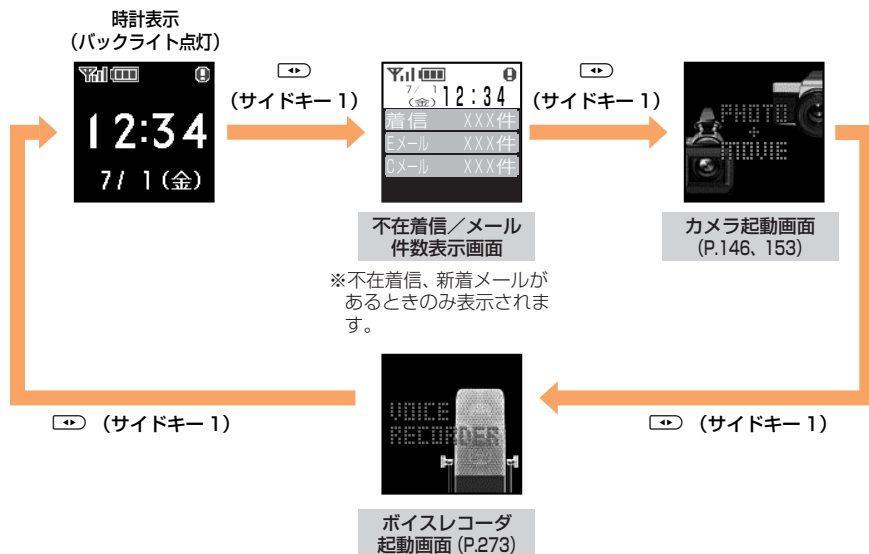 時計表示
(バックライト点灯)
12:34
7/ 1(金)
(サイドキー 1)
7/ 1
(金)
12:34
着信 XXX件
Eメール XXX件
Cメール XXX件
不在着信/メール
件数表示画面
※不在着信、新着メールが
あるときのみ表示されま
す。
(サイドキー 1)
PHOTO
+
MOVIE
カメラ起動画面
(P.146、153)
(サイドキー 1)
VOICE
RECORDER
ボイスレコーダ
起動画面 (P.273)
(サイドキー 1)